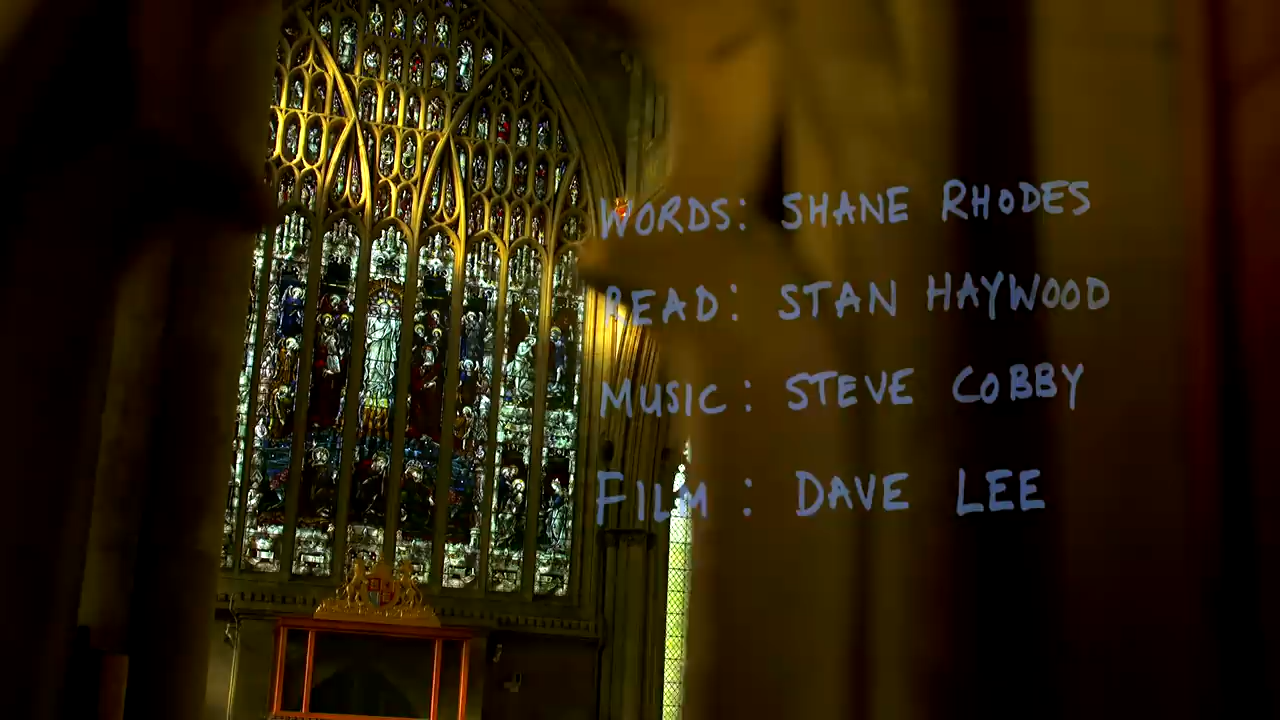 WORDS: SHANE RHODES
READ: STAN HAYWOOD
MUSIC: STEVE COBBY
FILM: DAVE LEE